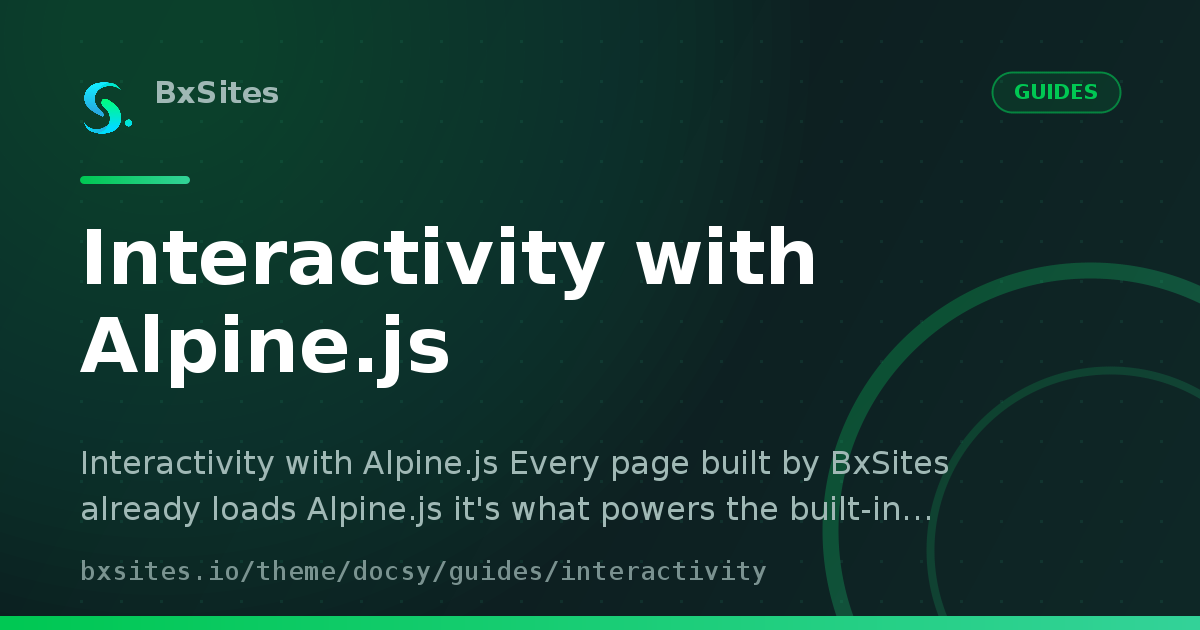 BxSites
GUIDES
Interactivity with
Alpine.js
Interactivity with Alpine.js Every page built by BxSites
already loads Alpine.js it's what powers the built-in…
bxsites.io/theme/docsy/guides/interactivity